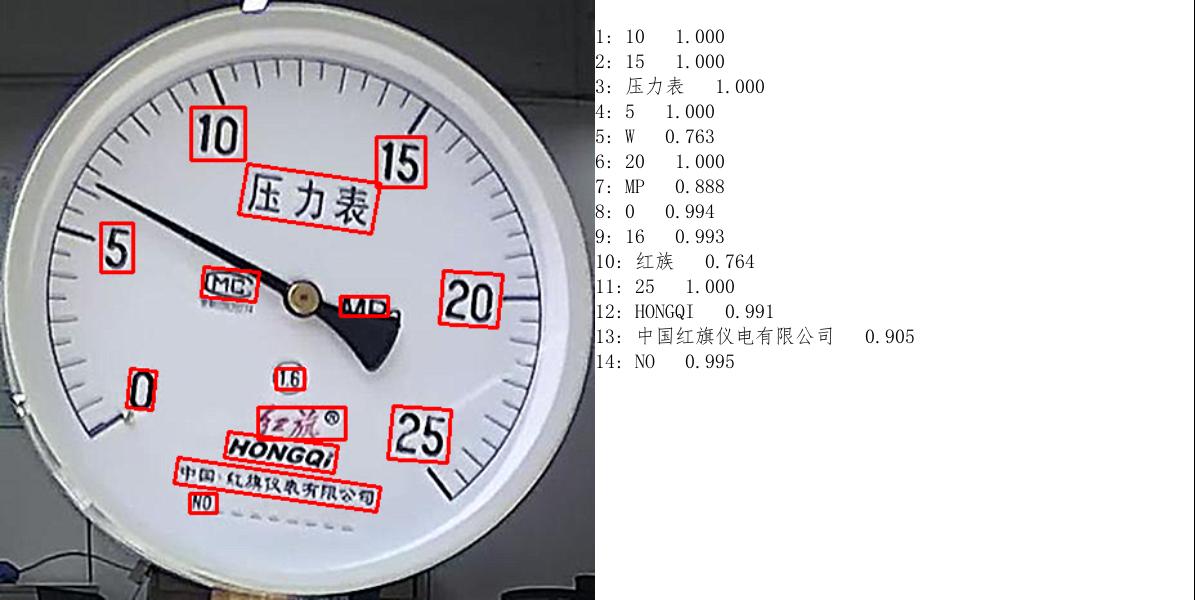 10
15
压力表
5
MC
20
MP
0
1.6
红旗®
25
HONGQi
中国·红旗仪表有限公司
NO
1: 10 1.000
2: 15 1.000
3: 压力表 1.000
4: 5 1.000
5: W 0.763
6: 20 1.000
7: MP 0.888
8: 0 0.994
9: 16 0.993
10: 红族 0.764
11: 25 1.000
12: HONGQI 0.991
13: 中国红旗仪电有限公司 0.905
14: NO 0.995